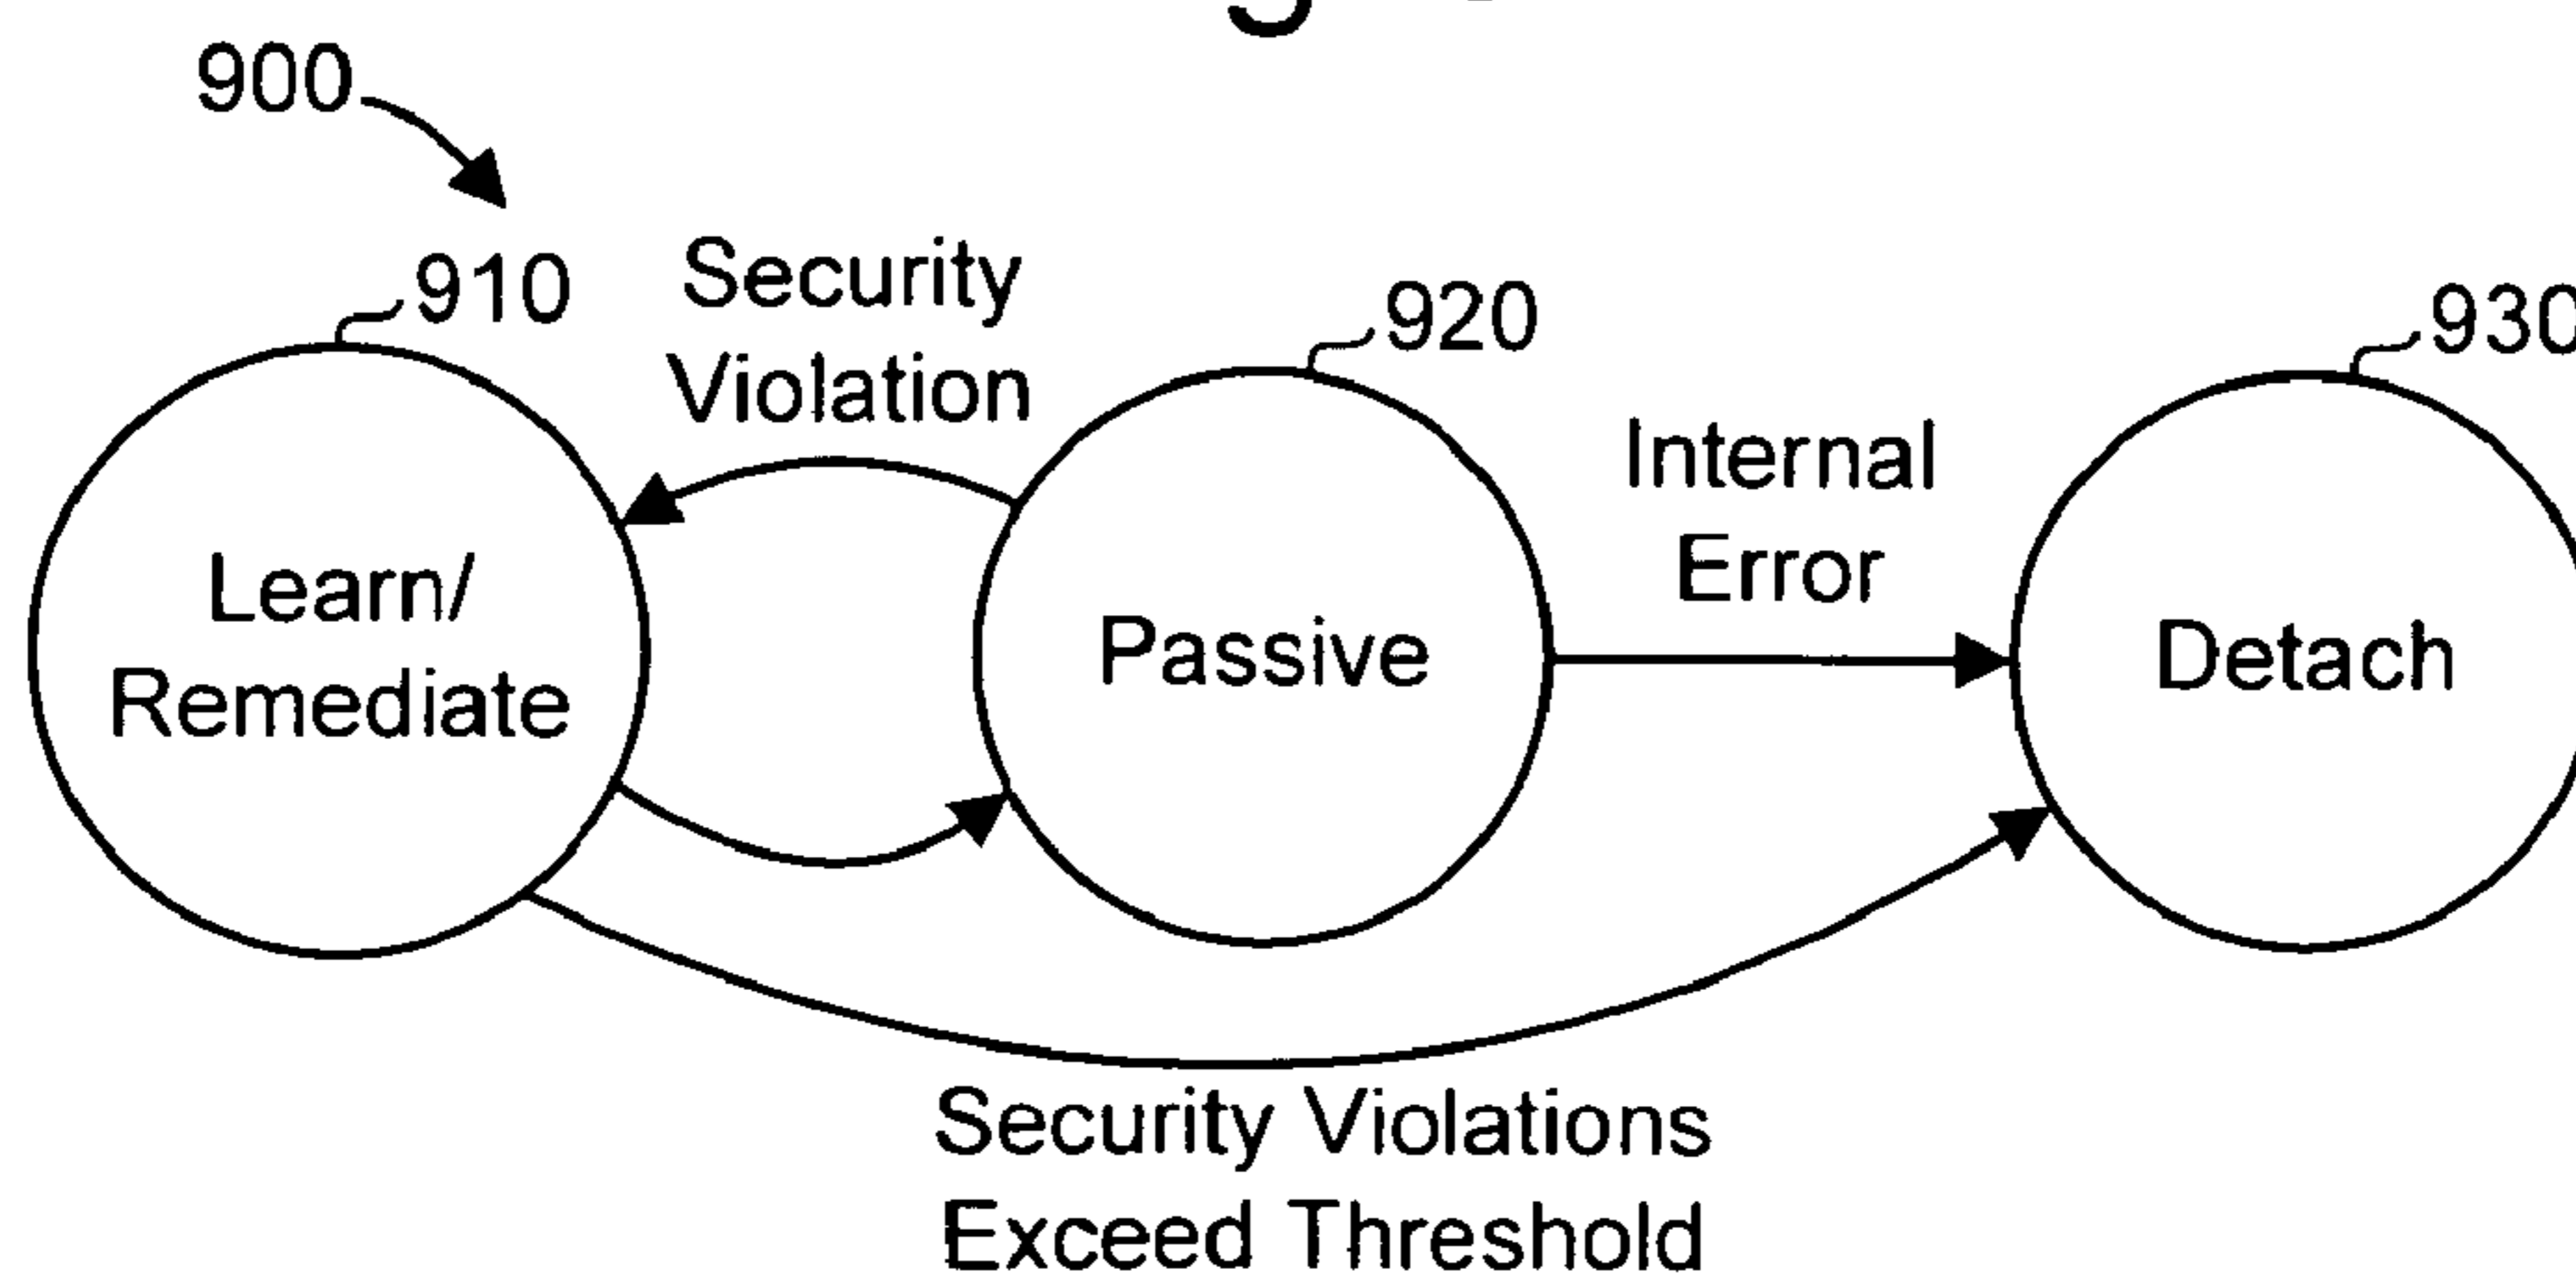 900
910
Security
Violation
920
930
Internal
Error
Learn/
Remediate
Passive
Detach
Security Violations
Exceed Threshold